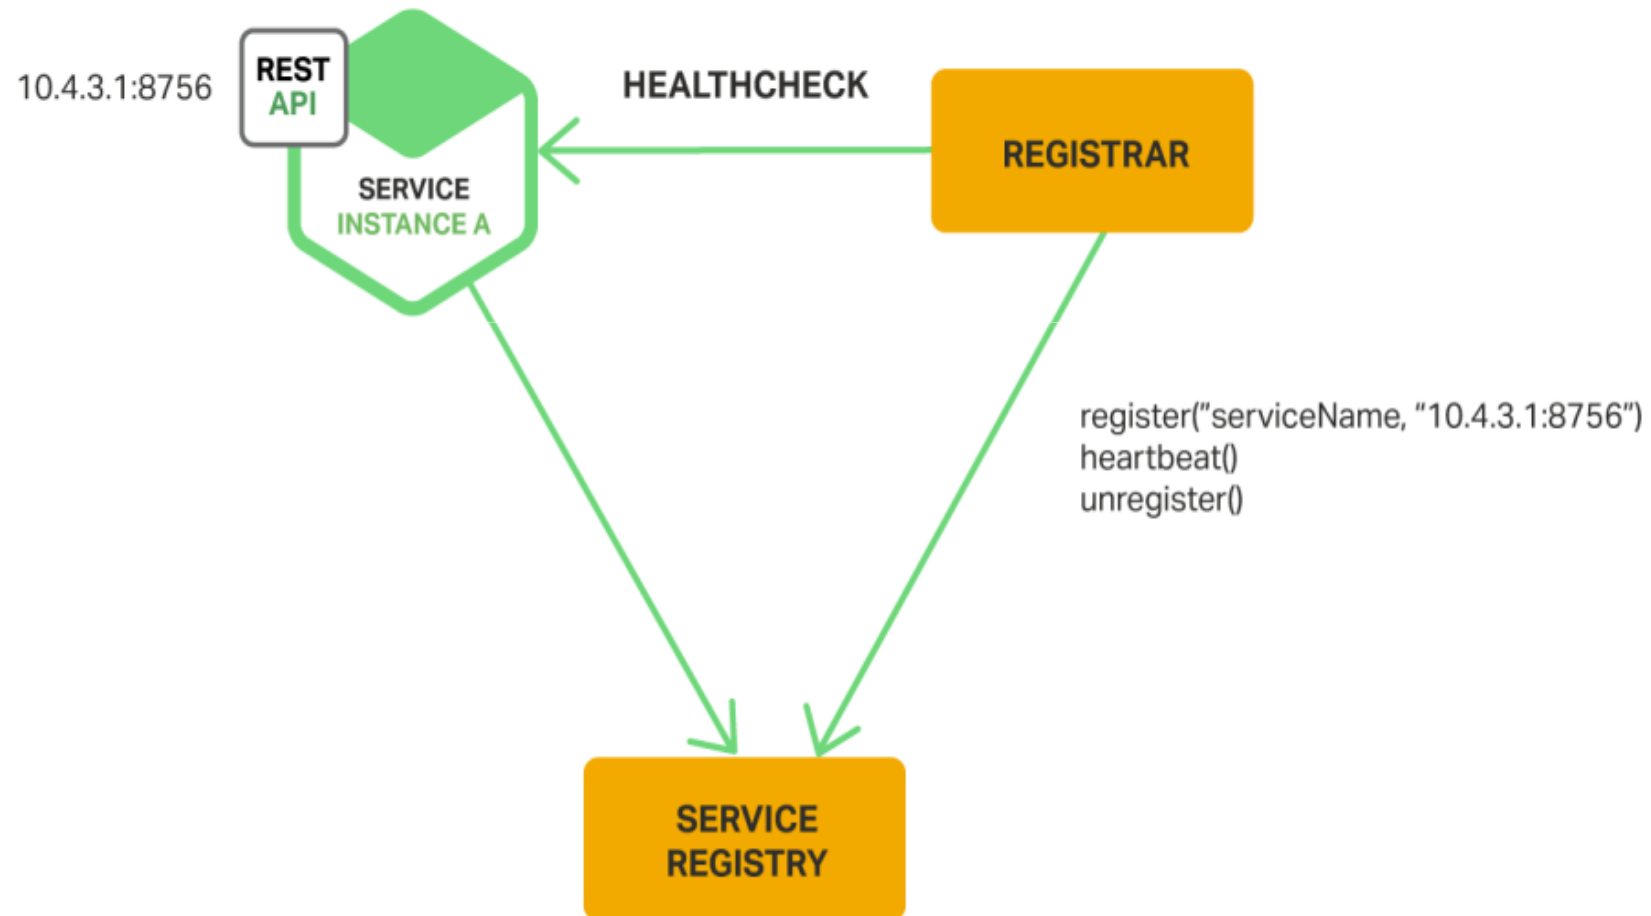 10.4.3.1:8756
REST
API
SERVICE
INSTANCE A
HEALTHCHECK
REGISTRAR
register("serviceName, "10.4.3.1:8756")
heartbeat()
unregister()
SERVICE
REGISTRY